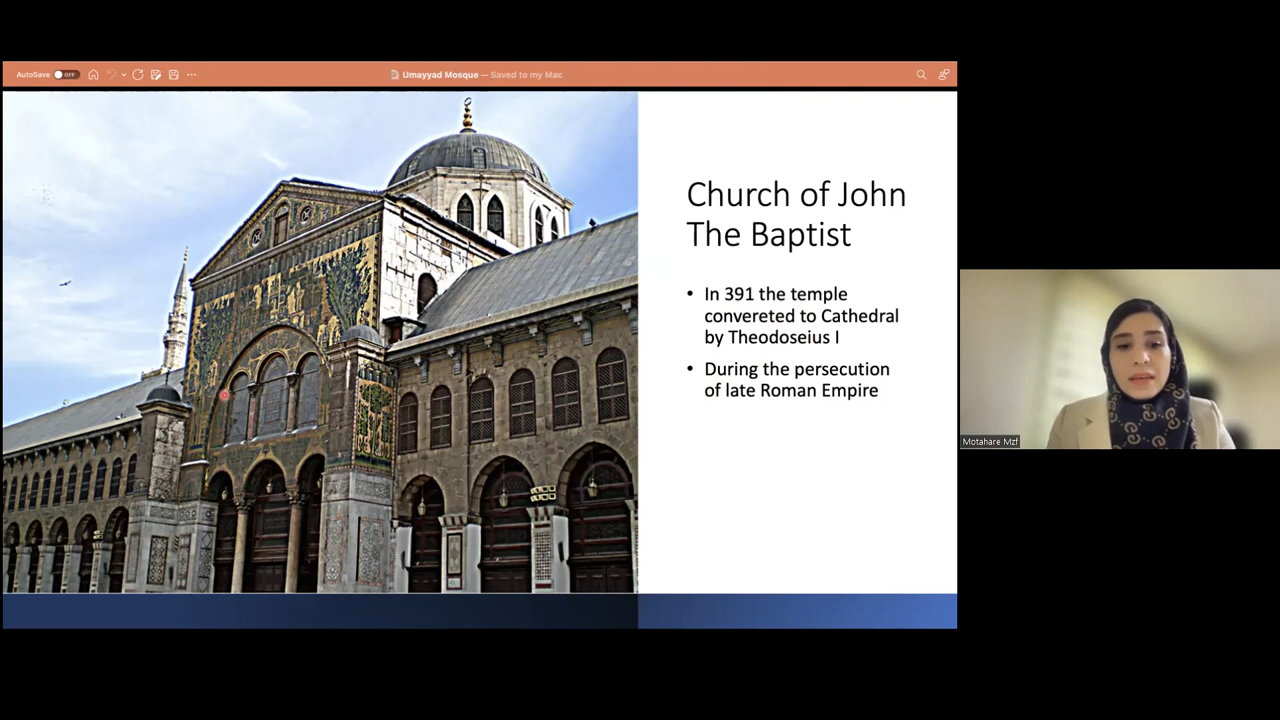 AutoSave OFF
Umayyad Mosque — Saved to my Mac
Church of John
The Baptist
• In 391 the temple
convereted to Cathedral
by Theodoseius I
• During the persecution
of late Roman Empire
Motahare Mzf